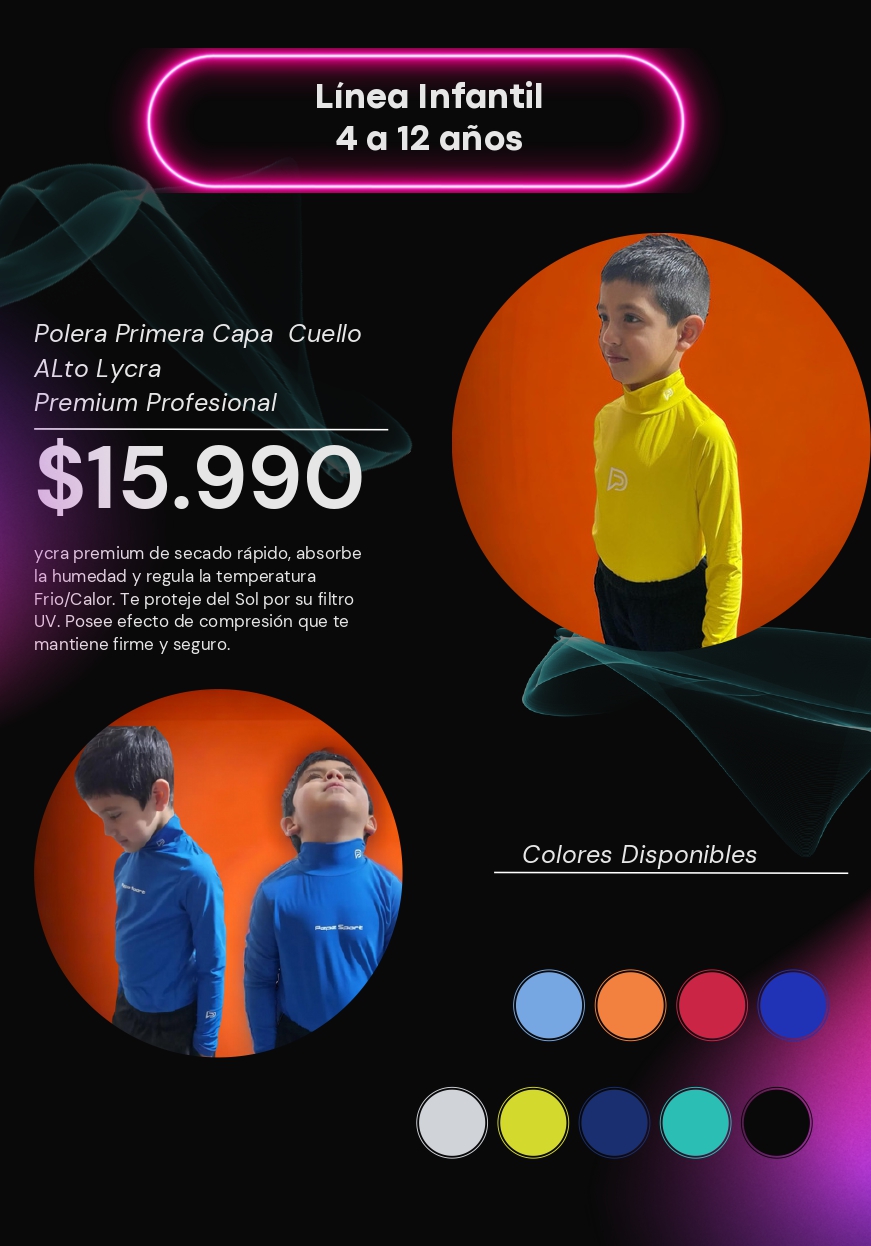 Línea Infantil
4 a 12 años
Polera Primera Capa  Cuello
ALto Lycra
Premium Profesional
$15.990
ycra premium de secado rápido, absorbe
la humedad y regula la temperatura
Frio/Calor. Te proteje del Sol por su filtro
UV. Posee efecto de compresión que te
mantiene firme y seguro.
Colores Disponibles